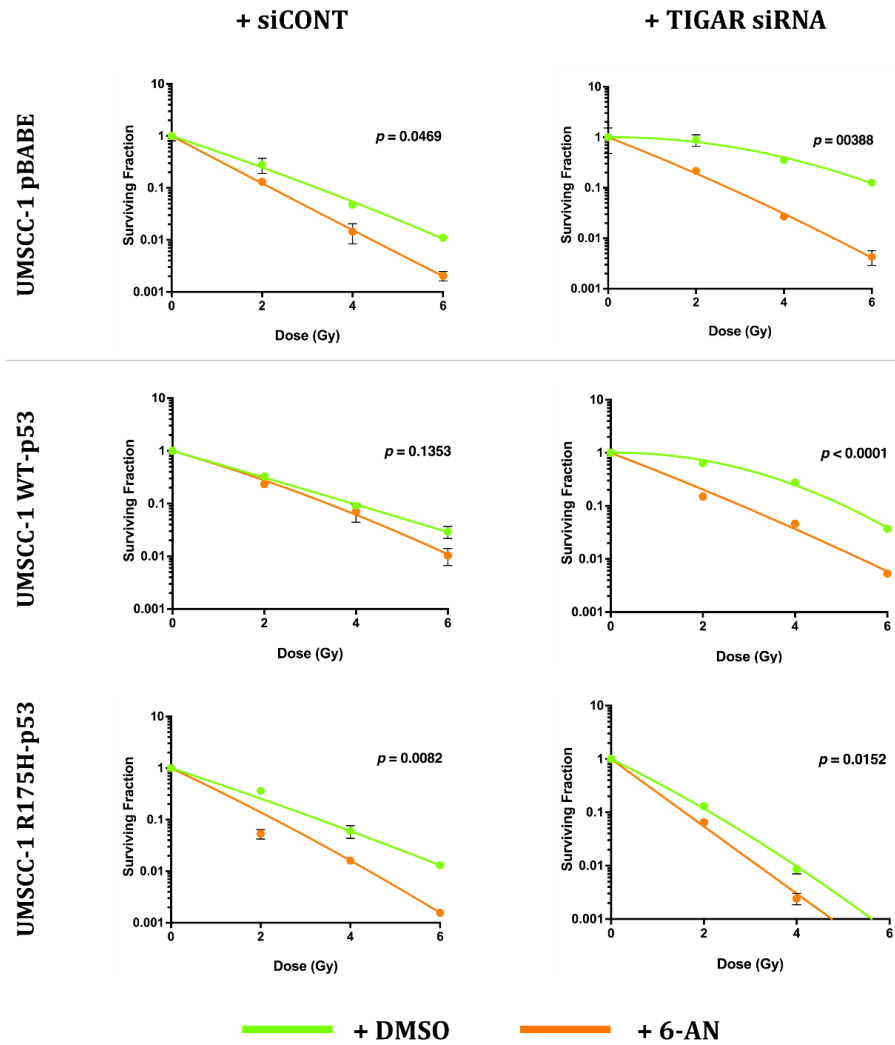 + siCONT
+ TIGAR siRNA
UMSCC-1 pBABE
Surviving Fraction
10
1
0.1
0.01
0.001
p = 0.0469
0 2 4 6
Dose (Gy)
Surviving Fraction
10
1
0.1
0.01
0.001
p = 00388
0 2 4 6
Dose (Gy)
UMSCC-1 WT-p53
Surviving Fraction
10
1
0.1
0.01
0.001
p = 0.1353
0 2 4 6
Dose (Gy)
Surviving Fraction
10
1
0.1
0.01
0.001
p < 0.0001
0 2 4 6
Dose (Gy)
UMSCC-1 R175H-p53
Surviving Fraction
10
1
0.1
0.01
0.001
p = 0.0082
0 2 4 6
Dose (Gy)
Surviving Fraction
10
1
0.1
0.01
0.001
p = 0.0152
0 2 4 6
Dose (Gy)
+ DMSO
+ 6-AN